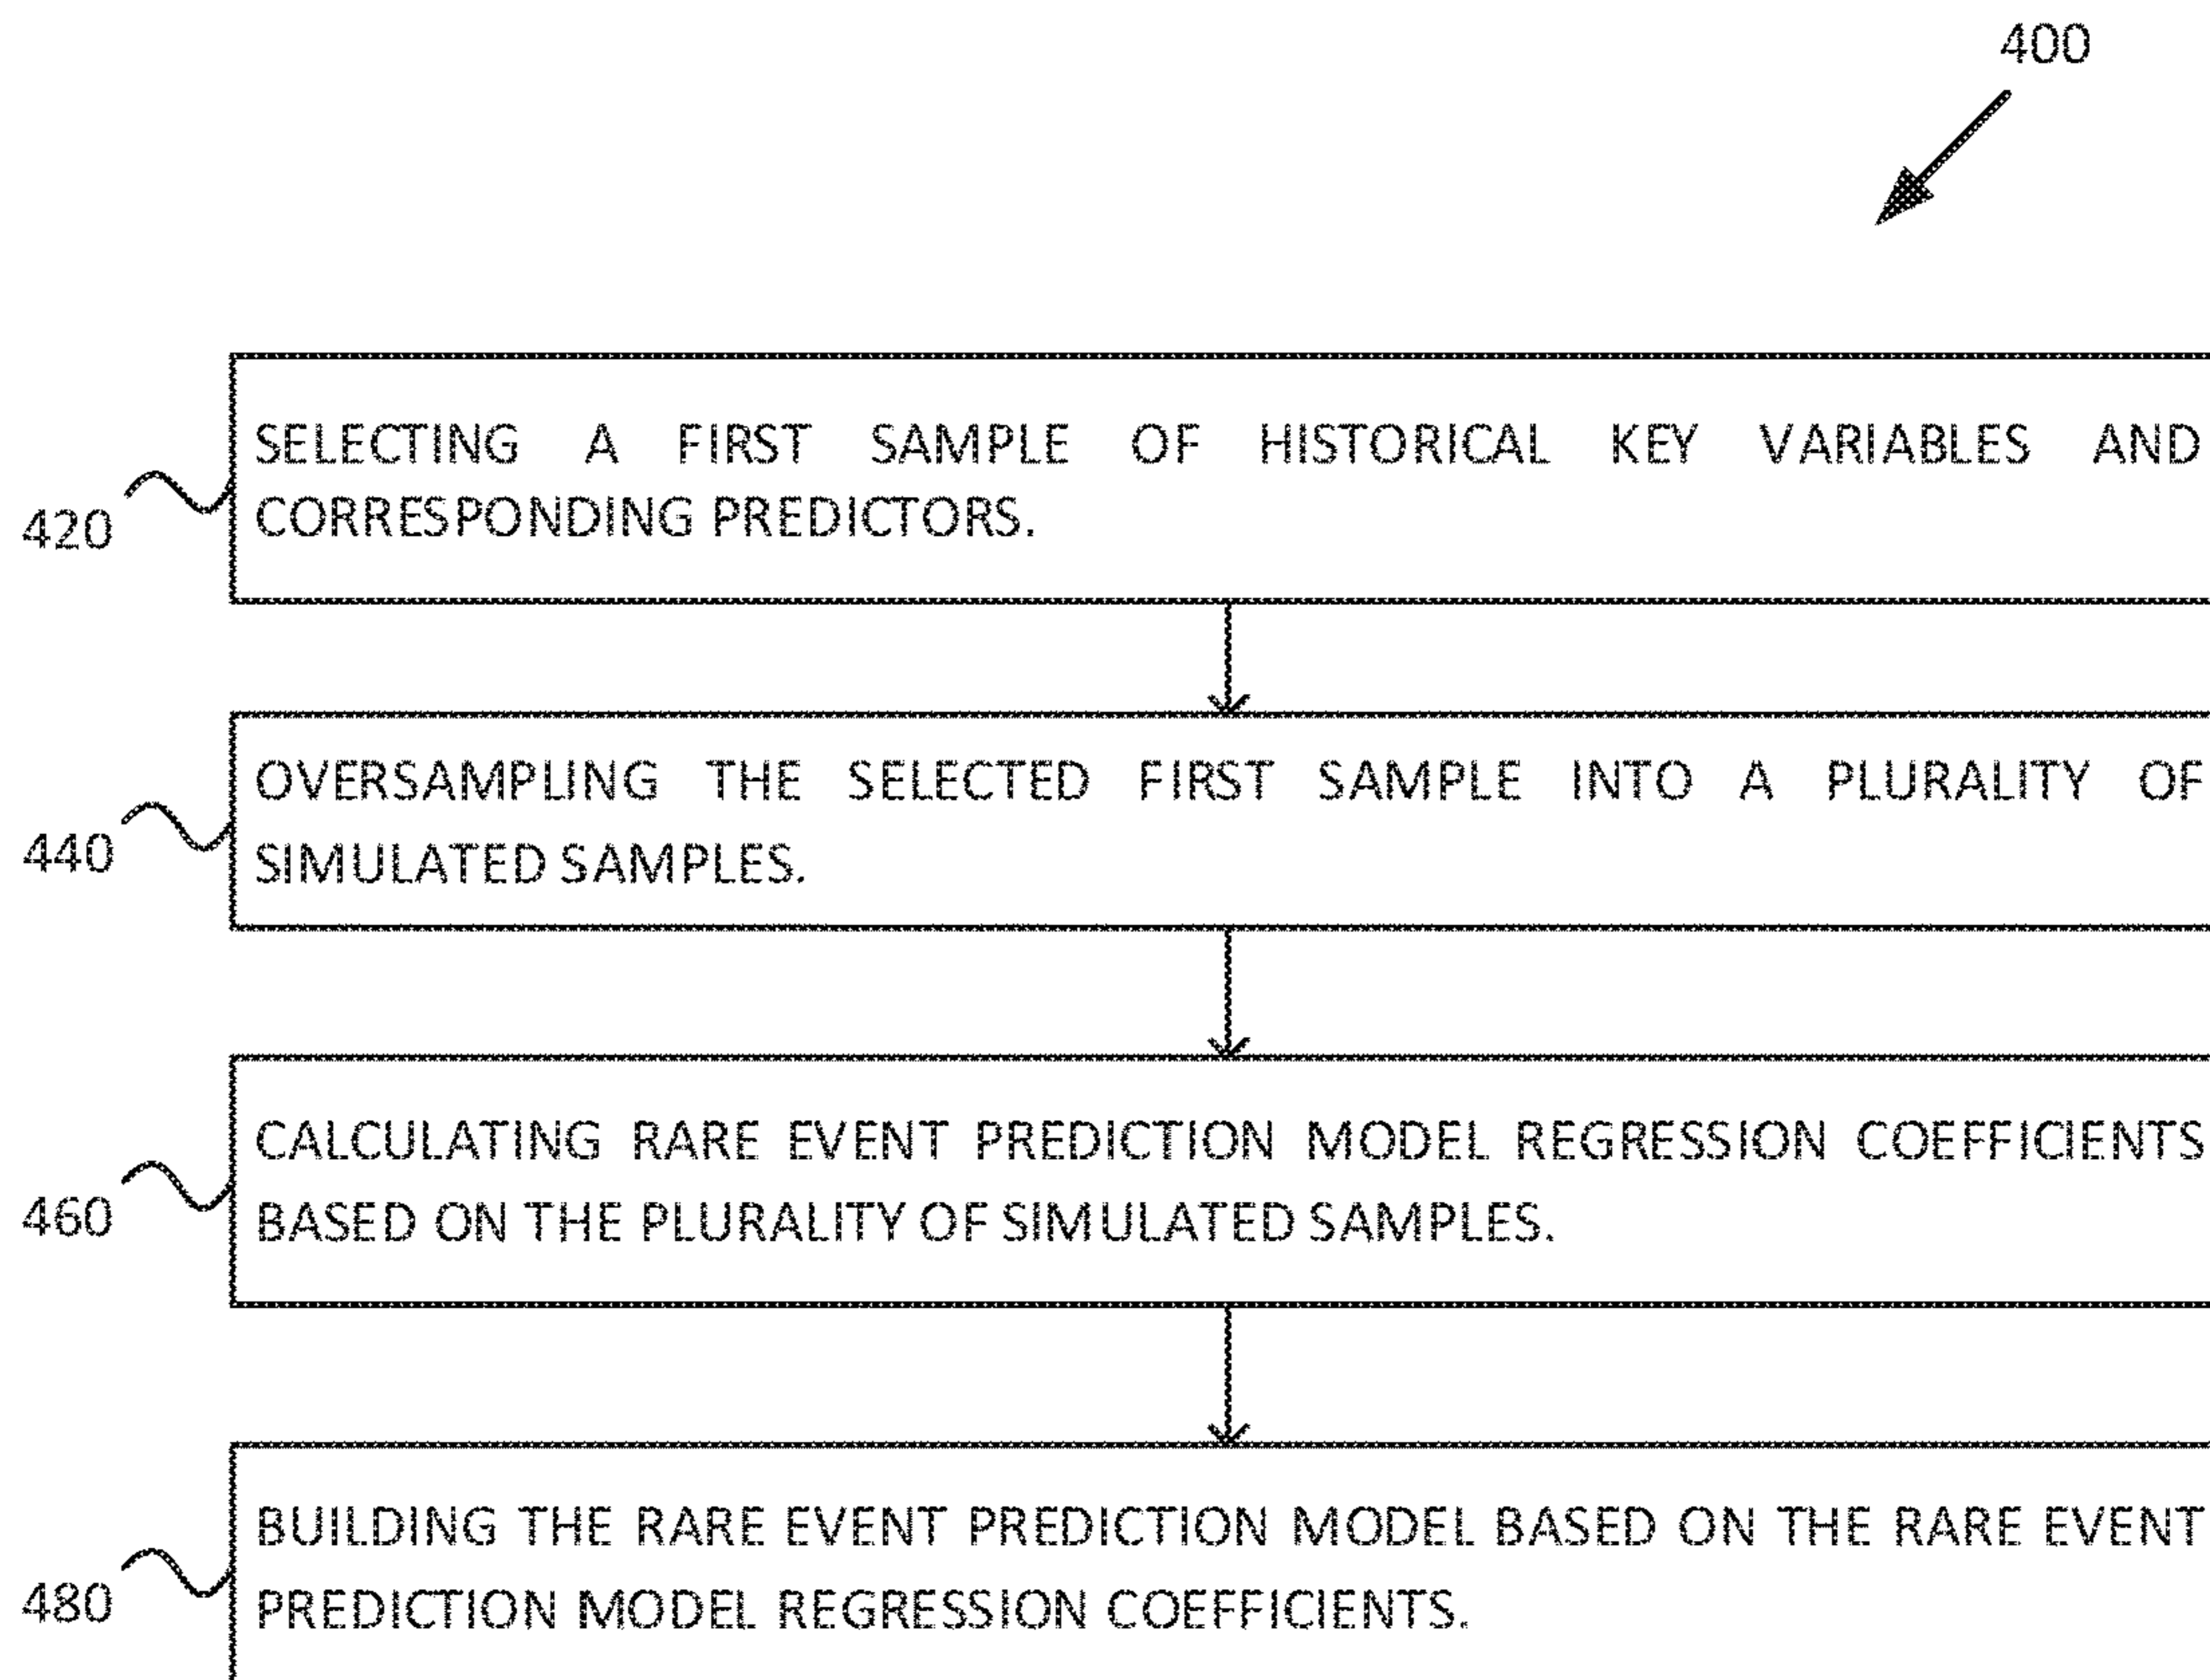 400
SELECTING A FIRST SAMPLE OF HISTORICAL KEY VARIABLES AND
CORRESPONDING PREDICTORS.
420
OVERSAMPLING THE SELECTED FIRST SAMPLE INTO A PLURALITY OF
SIMULATED SAMPLES.
440
CALCULATING RARE EVENT PREDICTION MODEL REGRESSION COEFFICIENTS
BASED ON THE PLURALITY OF SIMULATED SAMPLES.
460
BUILDING THE RARE EVENT PREDICTION MODEL BASED ON THE RARE EVENT
PREDICTION MODEL REGRESSION COEFFICIENTS.
480